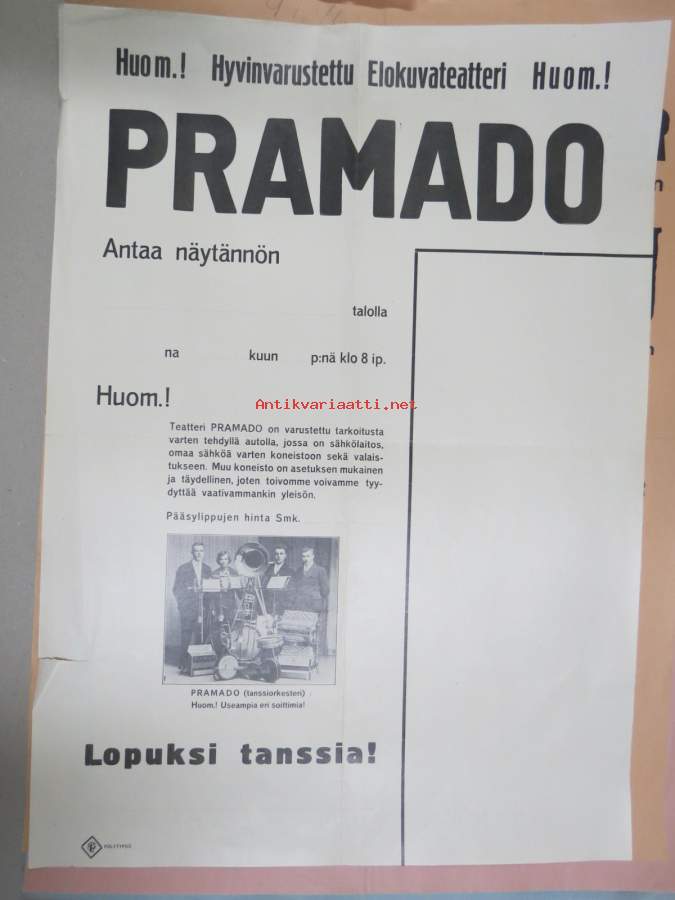 Huom.! Hyvinvarustettu Elokuvateatteri Huom.!
PRAMADO
Antaa näytännön
talolla
na kuun p:nä klo 8 ip.
Huom.!
Antikvariaatti.net
Teatteri PRAMADO on varustettu tarkoitusta
varten tehdyllä autolla, jossa on sähkölaitos,
omaa sähköä varten koneistoon sekä valais-
tukseen. Muu koneisto on asetuksen mukainen
ja täydellinen, joten toivomme voivamme tyy-
dyttää vaativammankin yleisön.
Pääsylippujen hinta Smk.
PRAMADO (tanssiorkesteri)
Huom.! Useampia eri soittimia!
Lopuksi tanssia!
POLYTYPOS